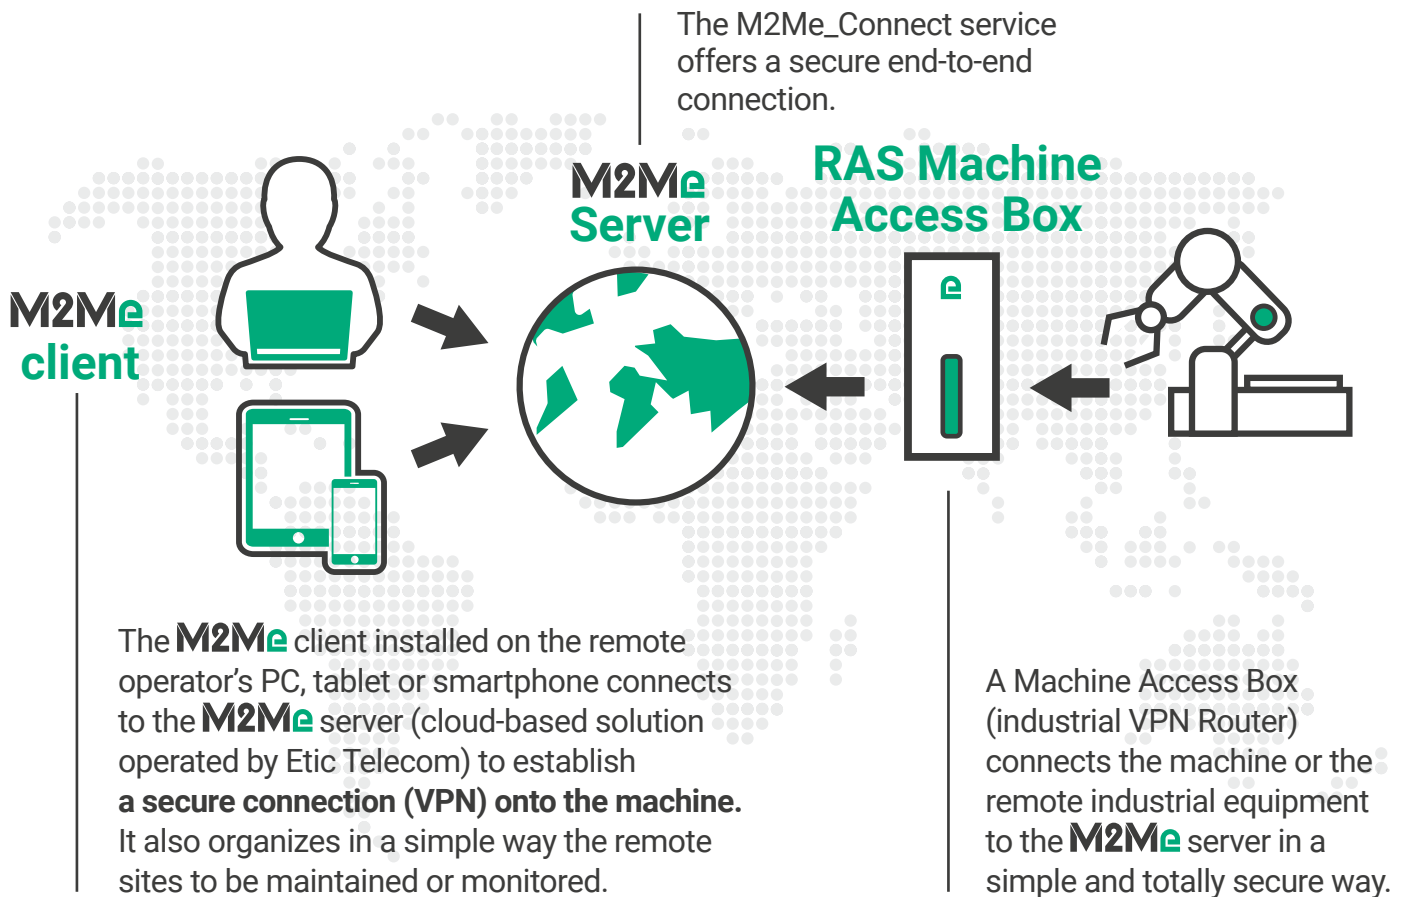 The M2Me_Connect service
offers a secure end-to-end
connection.
M2Me
Server
RAS Machine
Access Box
M2Me
client
The M2Me client installed on the remote
operator's PC, tablet or smartphone connects
to the M2Me server (cloud-based solution
operated by Etic Telecom) to establish
a secure connection (VPN) onto the machine.
It also organizes in a simple way the remote
sites to be maintained or monitored.
A Machine Access Box
(industrial VPN Router)
connects the machine or the
remote industrial equipment
to the M2Me server in a
simple and totally secure way.